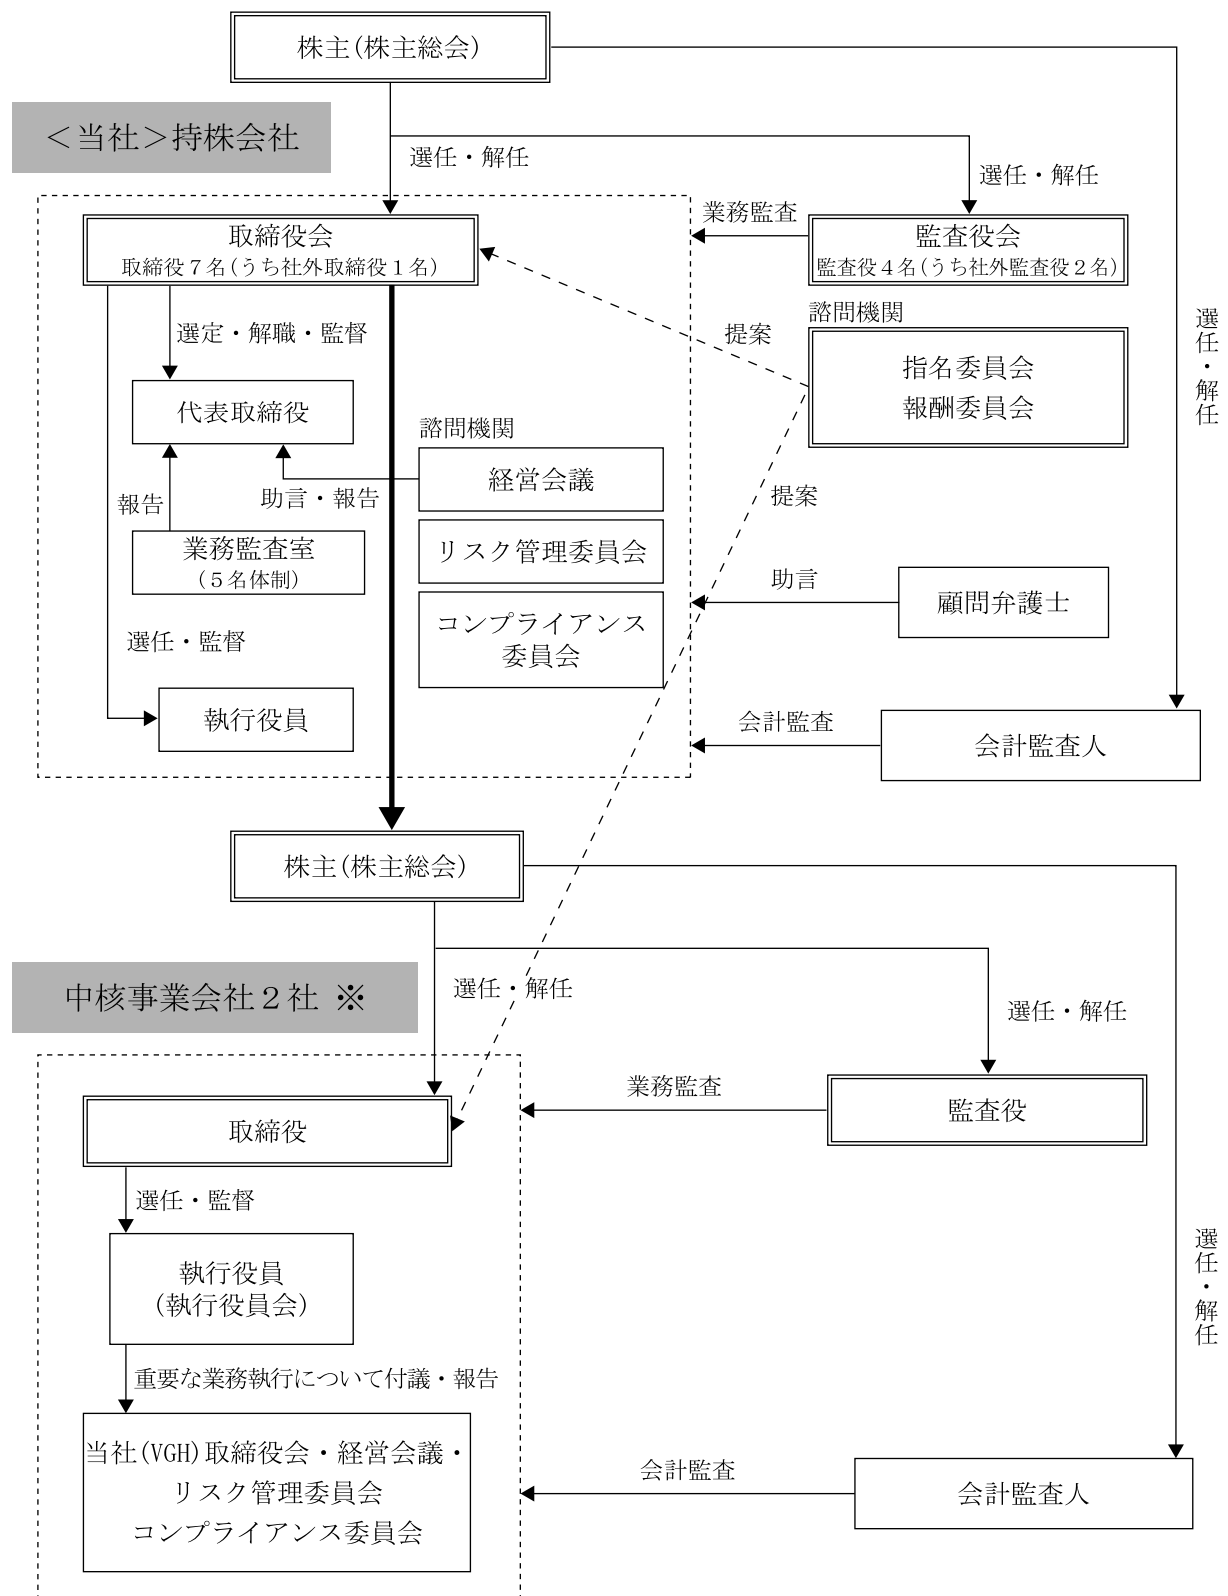 株主(株主総会)
＜当社＞持株会社
選任・解任
選任・解任
業務監査
取締役会
取締役７名(うち社外取締役１名)
監査役会
監査役４名(うち社外監査役２名)
諮問機関
選任・解任
選定・解職・監督
提案
指名委員会
報酬委員会
代表取締役
諮問機関
経営会議
助言・報告
報告
提案
業務監査室
(５名体制)
リスク管理委員会
助言
顧問弁護士
コンプライアンス
委員会
選任・監督
執行役員
会計監査
会計監査人
株主(株主総会)
中核事業会社２社 ※
選任・解任
選任・解任
業務監査
監査役
取締役
選任・監督
選任・解任
執行役員
(執行役員会)
重要な業務執行について付議・報告
当社(VGH)取締役会・経営会議・
リスク管理委員会
コンプライアンス委員会
会計監査
会計監査人